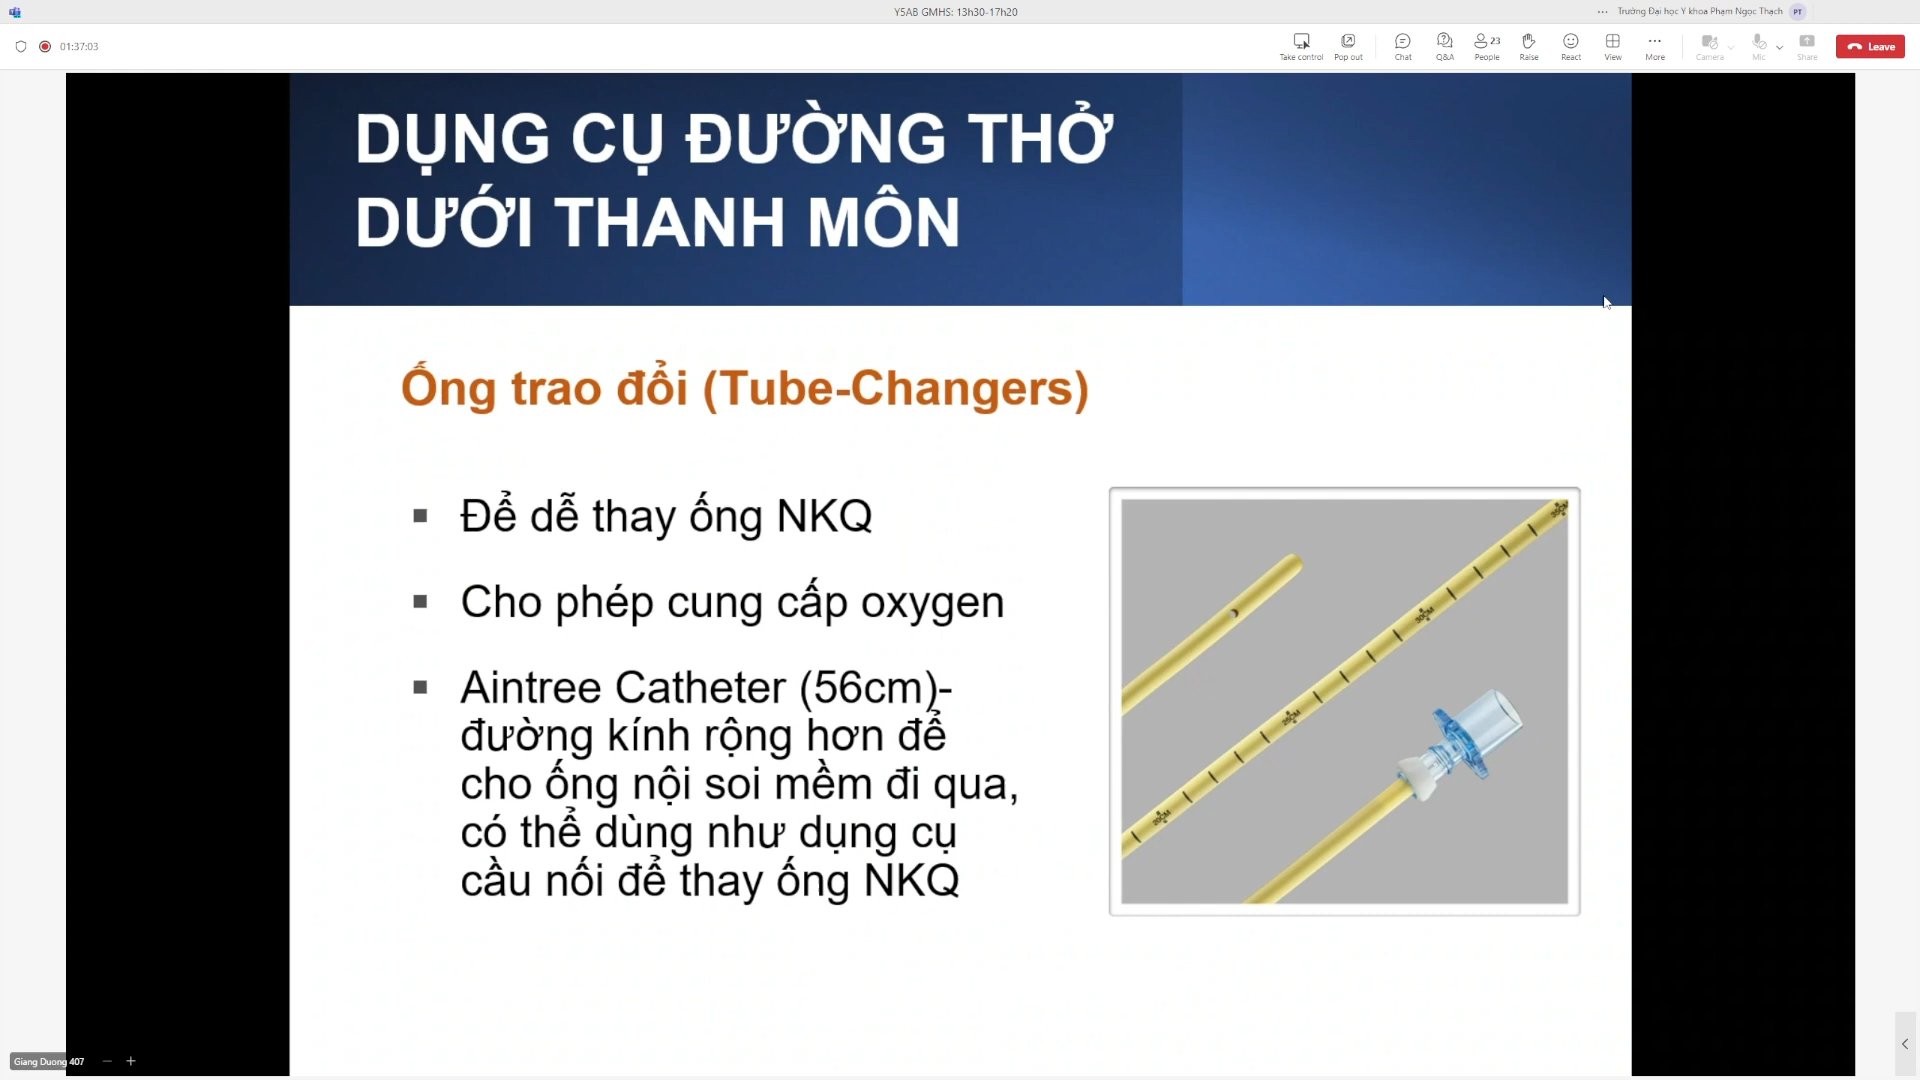 Y5AB GMHS: 13h30-17h20
Trường Đại học Y khoa Phạm Ngọc Thạch PT
01:37:03
Take control Pop out Chat Q&A 23 People Raise React View More Camera Mic Share Leave
DỤNG CỤ ĐƯỜNG THỞ
DƯỚI THANH MÔN
Ống trao đổi (Tube-Changers)
Để dễ thay ống NKQ
Cho phép cung cấp oxygen
Aintree Catheter (56cm)-
đường kính rộng hơn để
cho ống nội soi mềm đi qua,
có thể dùng như dụng cụ
cầu nối để thay ống NKQ
30CM
25CM
20CM
Giang Duong 407